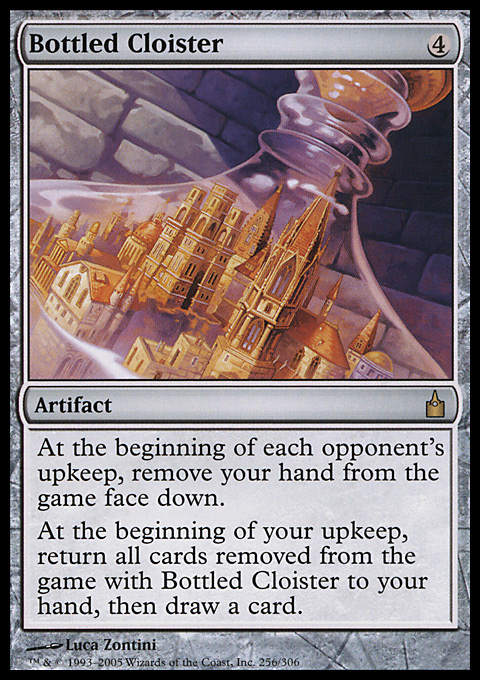 Bottled Cloister 4
Artifact
At the beginning of each opponent's
upkeep, remove your hand from the
game face down.
At the beginning of your upkeep,
return all cards removed from the
game with Bottled Cloister to your
hand, then draw a card.
Luca Zontini
™ & © 1993–2005 Wizards of the Coast, Inc. 256/306